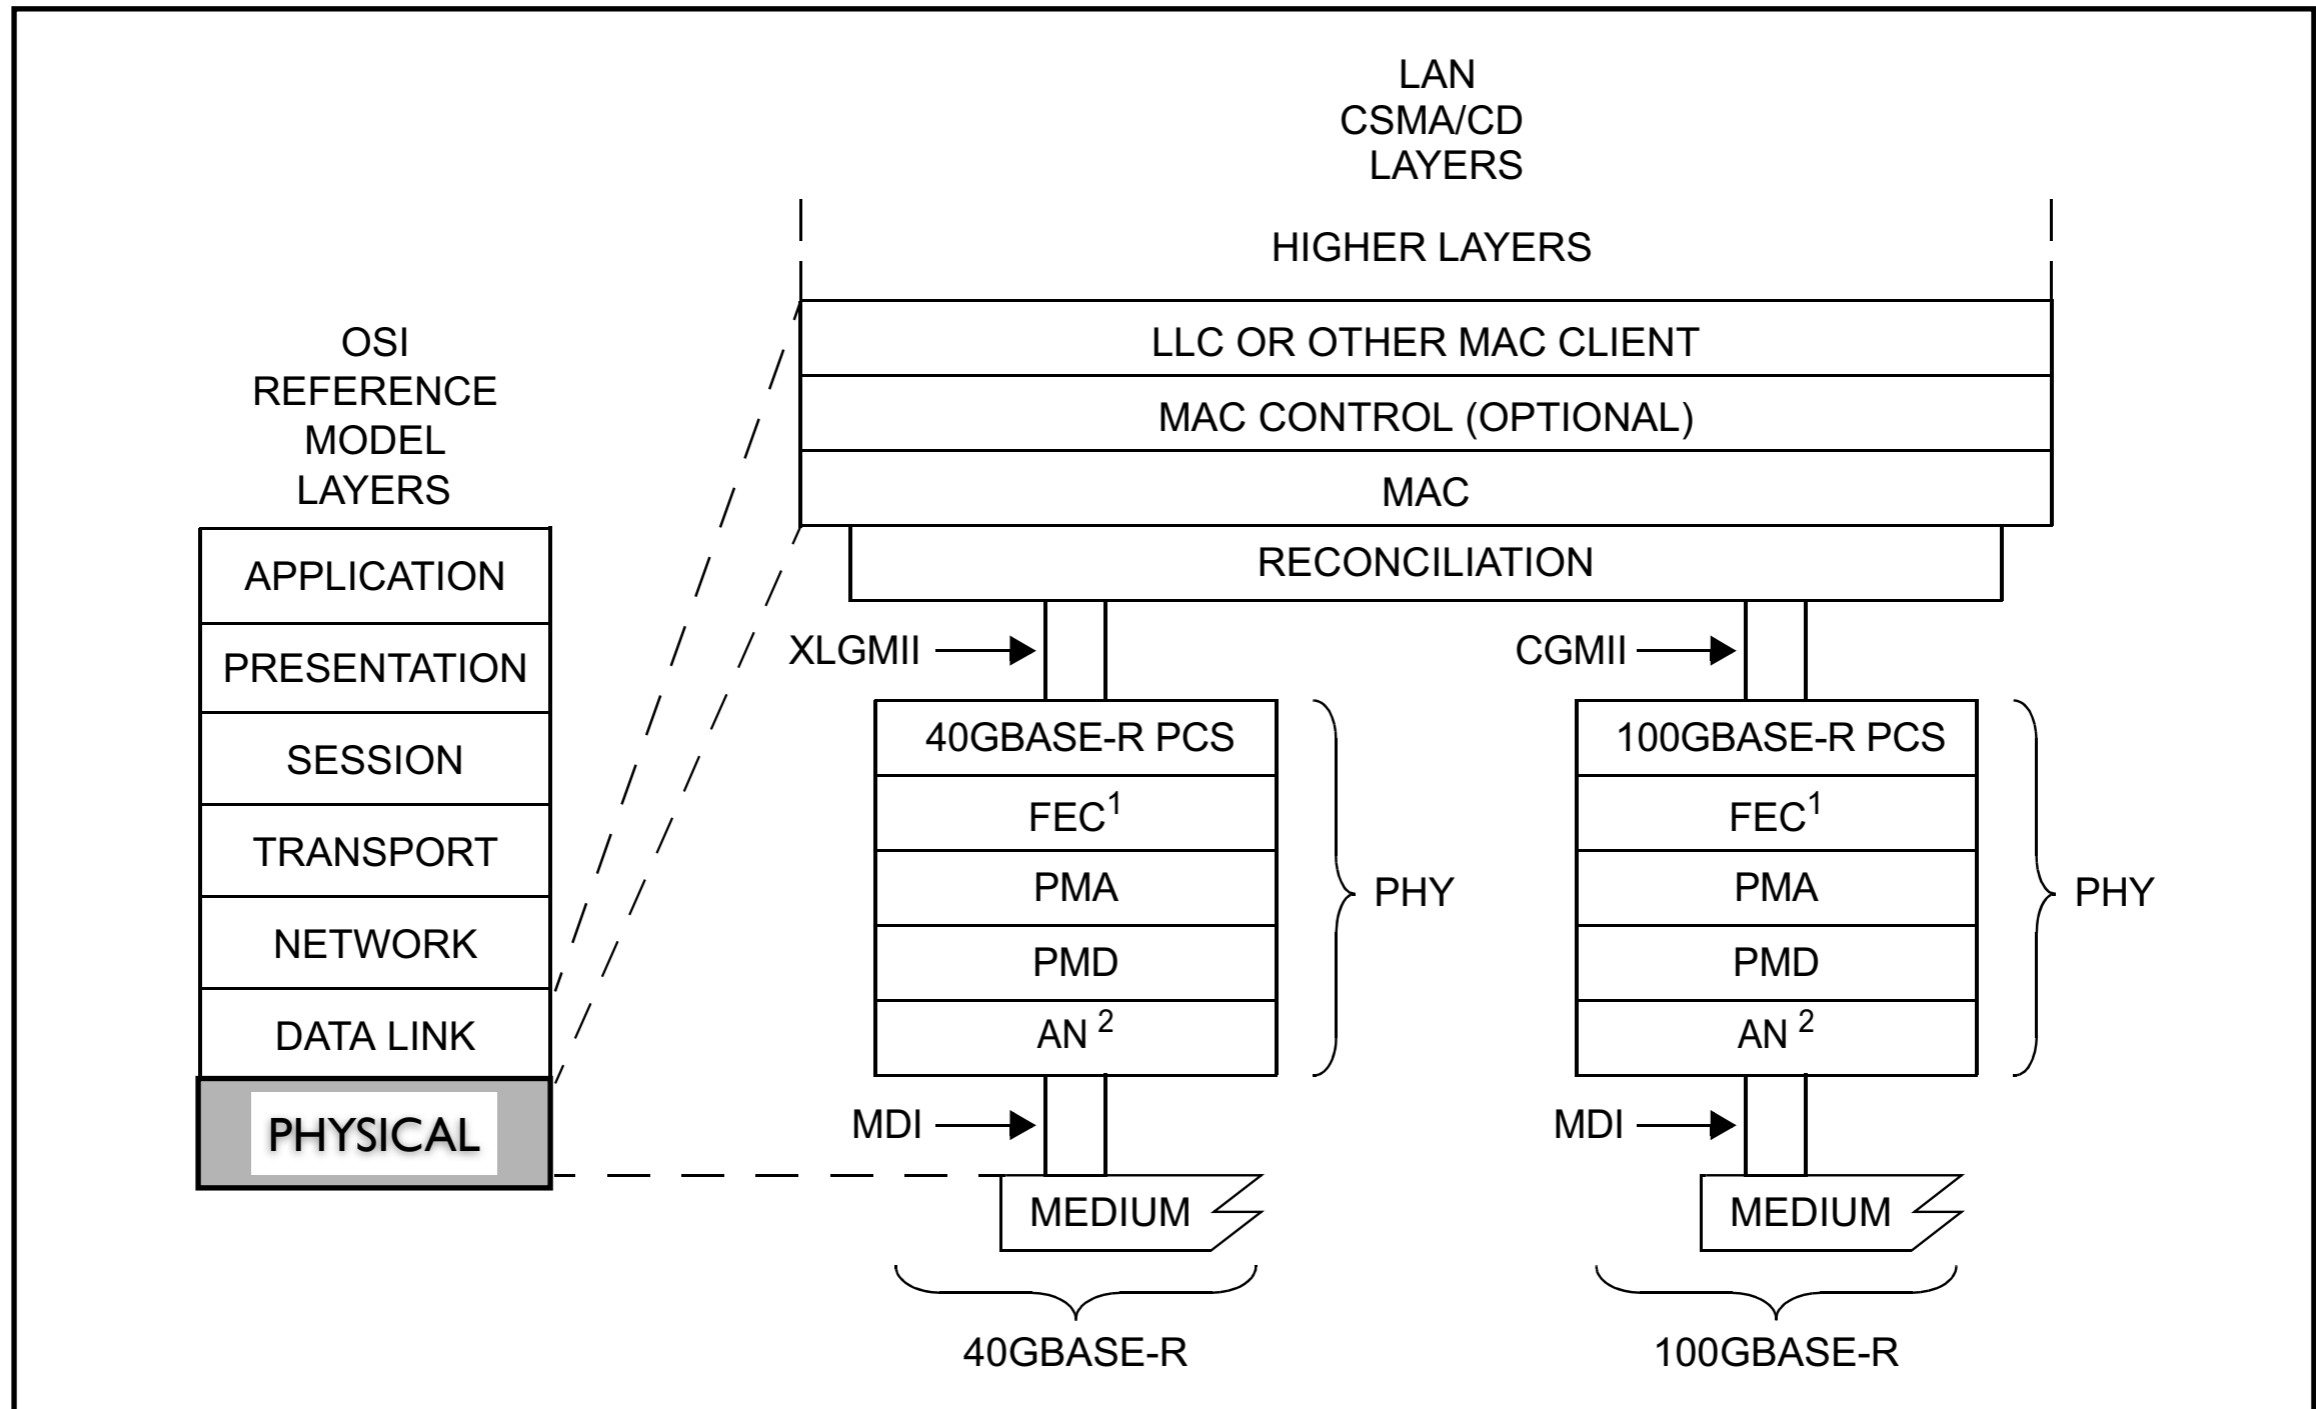 LAN
CSMA/CD
LAYERS
HIGHER LAYERS
LLC OR OTHER MAC CLIENT
MAC CONTROL (OPTIONAL)
MAC
RECONCILIATION
OSI
REFERENCE
MODEL
LAYERS
APPLICATION
PRESENTATION
SESSION
TRANSPORT
NETWORK
DATA LINK
PHYSICAL
XLGMII
40GBASE-R PCS
FEC1
PMA
PMD
AN 2
PHY
MDI
MEDIUM
40GBASE-R
CGMII
100GBASE-R PCS
FEC1
PMA
PMD
AN 2
PHY
MDI
MEDIUM
100GBASE-R